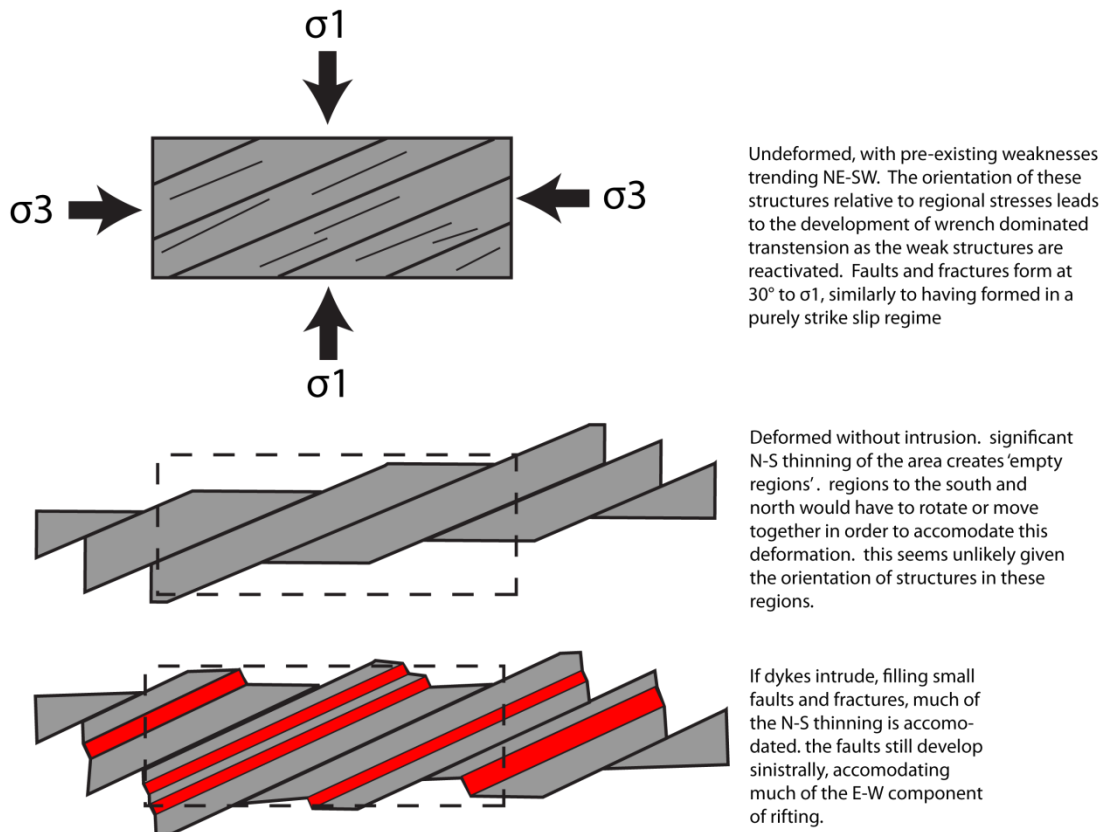 σ1
σ3
σ3
σ1
Undeformed, with pre-existing weaknesses
trending NE-SW.  The orientation of these
structures relative to regional stresses leads
to the development of wrench dominated
transtension as the weak structures are
reactivated.  Faults and fractures form at
30° to σ1, similarly to having formed in a
purely strike slip regime
Deformed without intrusion.  significant
N-S thinning of the area creates ‘empty
regions’ .  regions to the south and
north would have to rotate or move
together in order to accomodate this
deformation.  this seems unlikely given
the orientation of structures in these
regions.
If dykes intrude, filling small
faults and fractures, much of
the N-S thinning is accomo-
dated. the faults still develop
sinistrally, accomodating
much of the E-W component
of rifting.